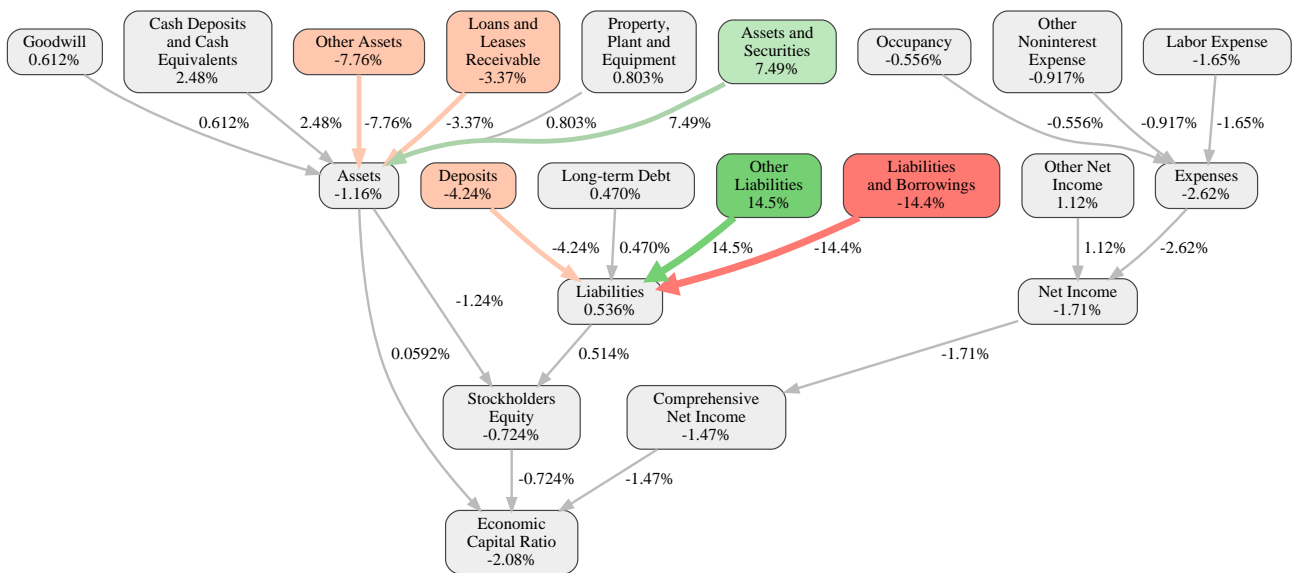 Goodwill
0.612%
Cash Deposits
and Cash
Equivalents
2.48%
Other Assets
-7.76%
Loans and
Leases
Receivable
-3.37%
Property,
Plant and
Equipment
0.803%
Assets and
Securities
7.49%
Occupancy
-0.556%
Other
Noninterest
Expense
-0.917%
Labor Expense
-1.65%
0.612%
2.48%
-7.76%
-3.37%
0.803%
7.49%
-0.556%
-0.917%
-1.65%
Assets
-1.16%
Deposits
-4.24%
Long-term Debt
0.470%
Other
Liabilities
14.5%
Liabilities
and Borrowings
-14.4%
Other Net
Income
1.12%
Expenses
-2.62%
-4.24%
0.470%
14.5%
-14.4%
1.12%
-2.62%
Liabilities
0.536%
Net Income
-1.71%
-1.24%
0.0592%
0.514%
-1.71%
Stockholders
Equity
-0.724%
Comprehensive
Net Income
-1.47%
-0.724%
-1.47%
Economic
Capital Ratio
-2.08%